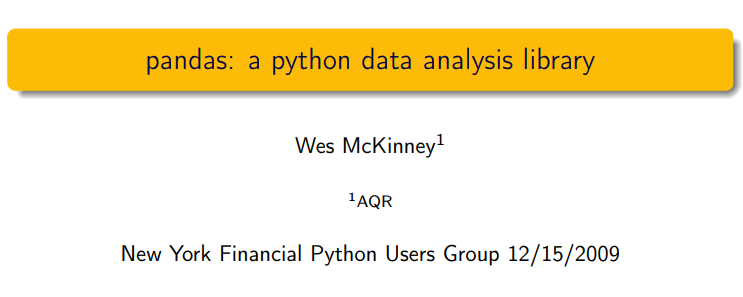 pandas: a python data analysis library
Wes McKinney¹
¹AQR
New York Financial Python Users Group 12/15/2009